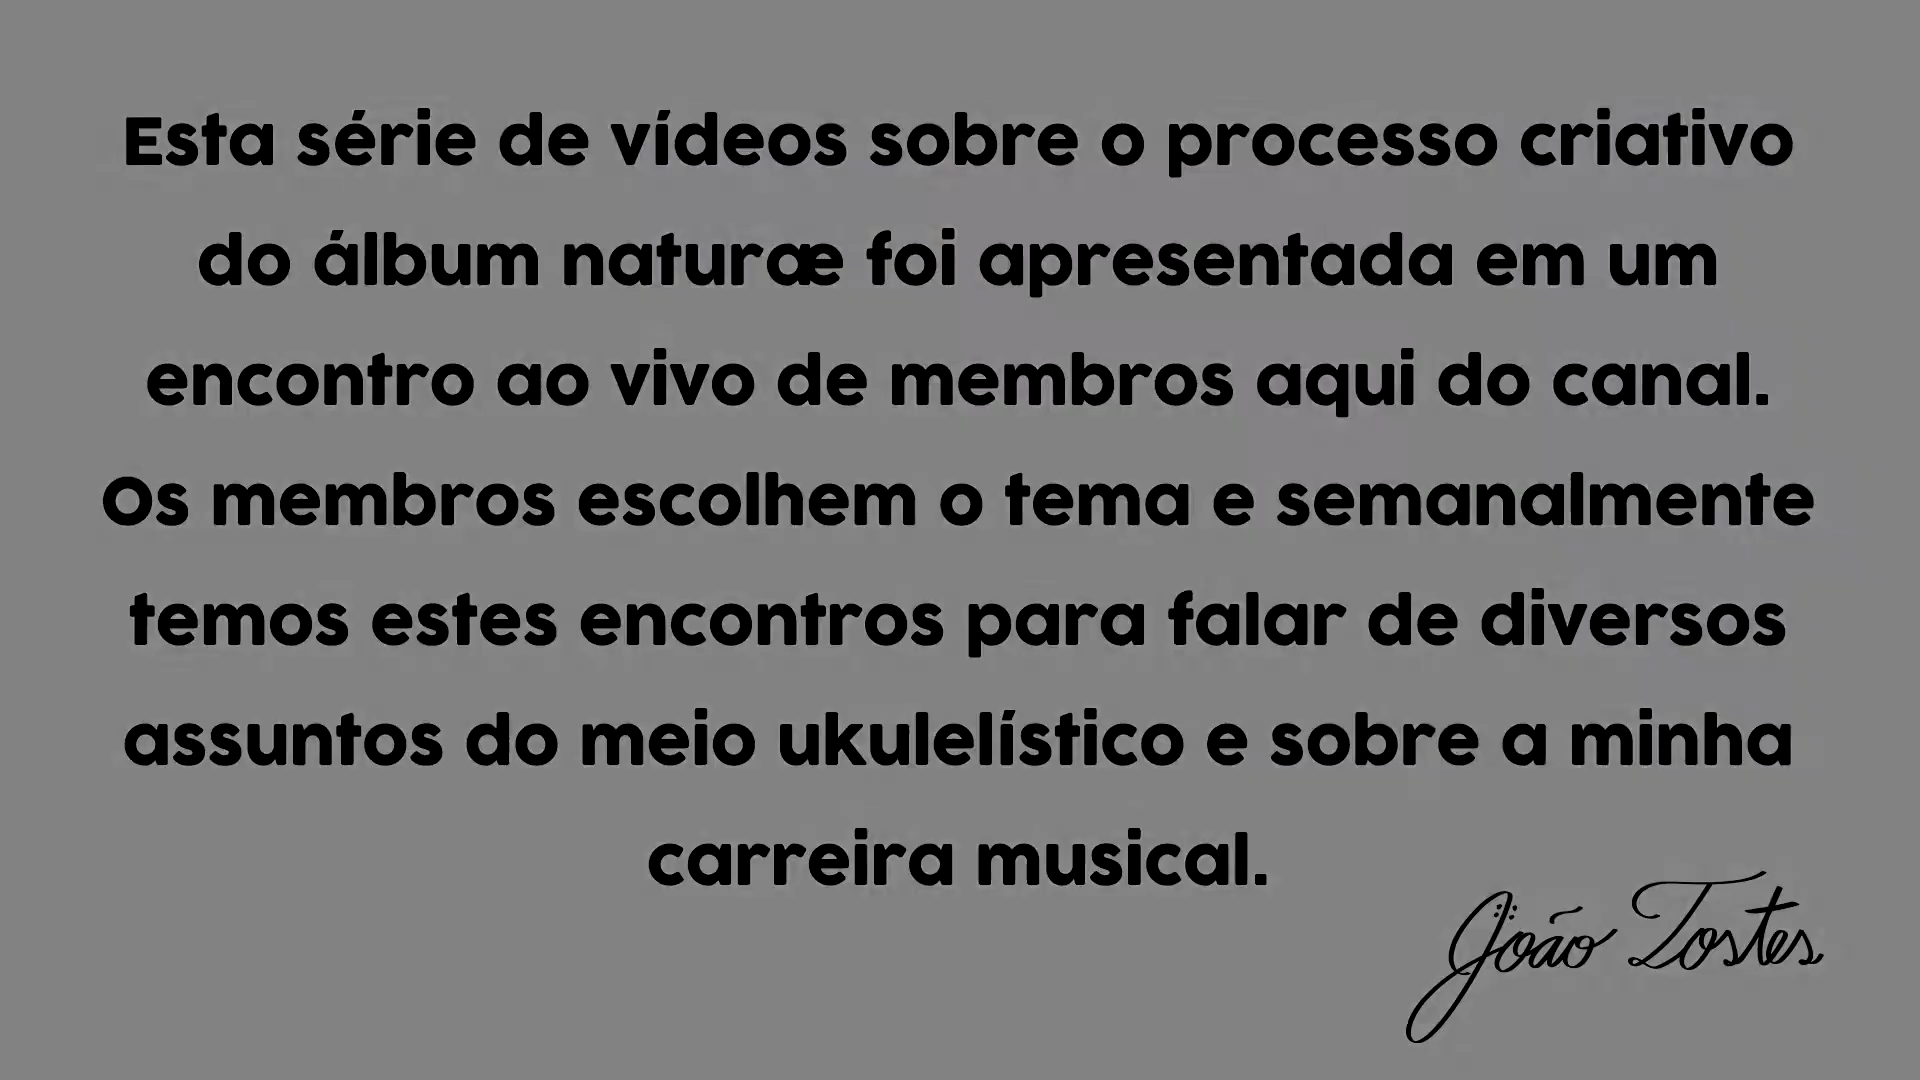 Esta série de vídeos sobre o processo criativo
do álbum naturæ foi apresentada em um
encontro ao vivo de membros aqui do canal.
Os membros escolhem o tema e semanalmente
temos estes encontros para falar de diversos
assuntos do meio ukulelístico e sobre a minha
carreira musical.
João Tostes